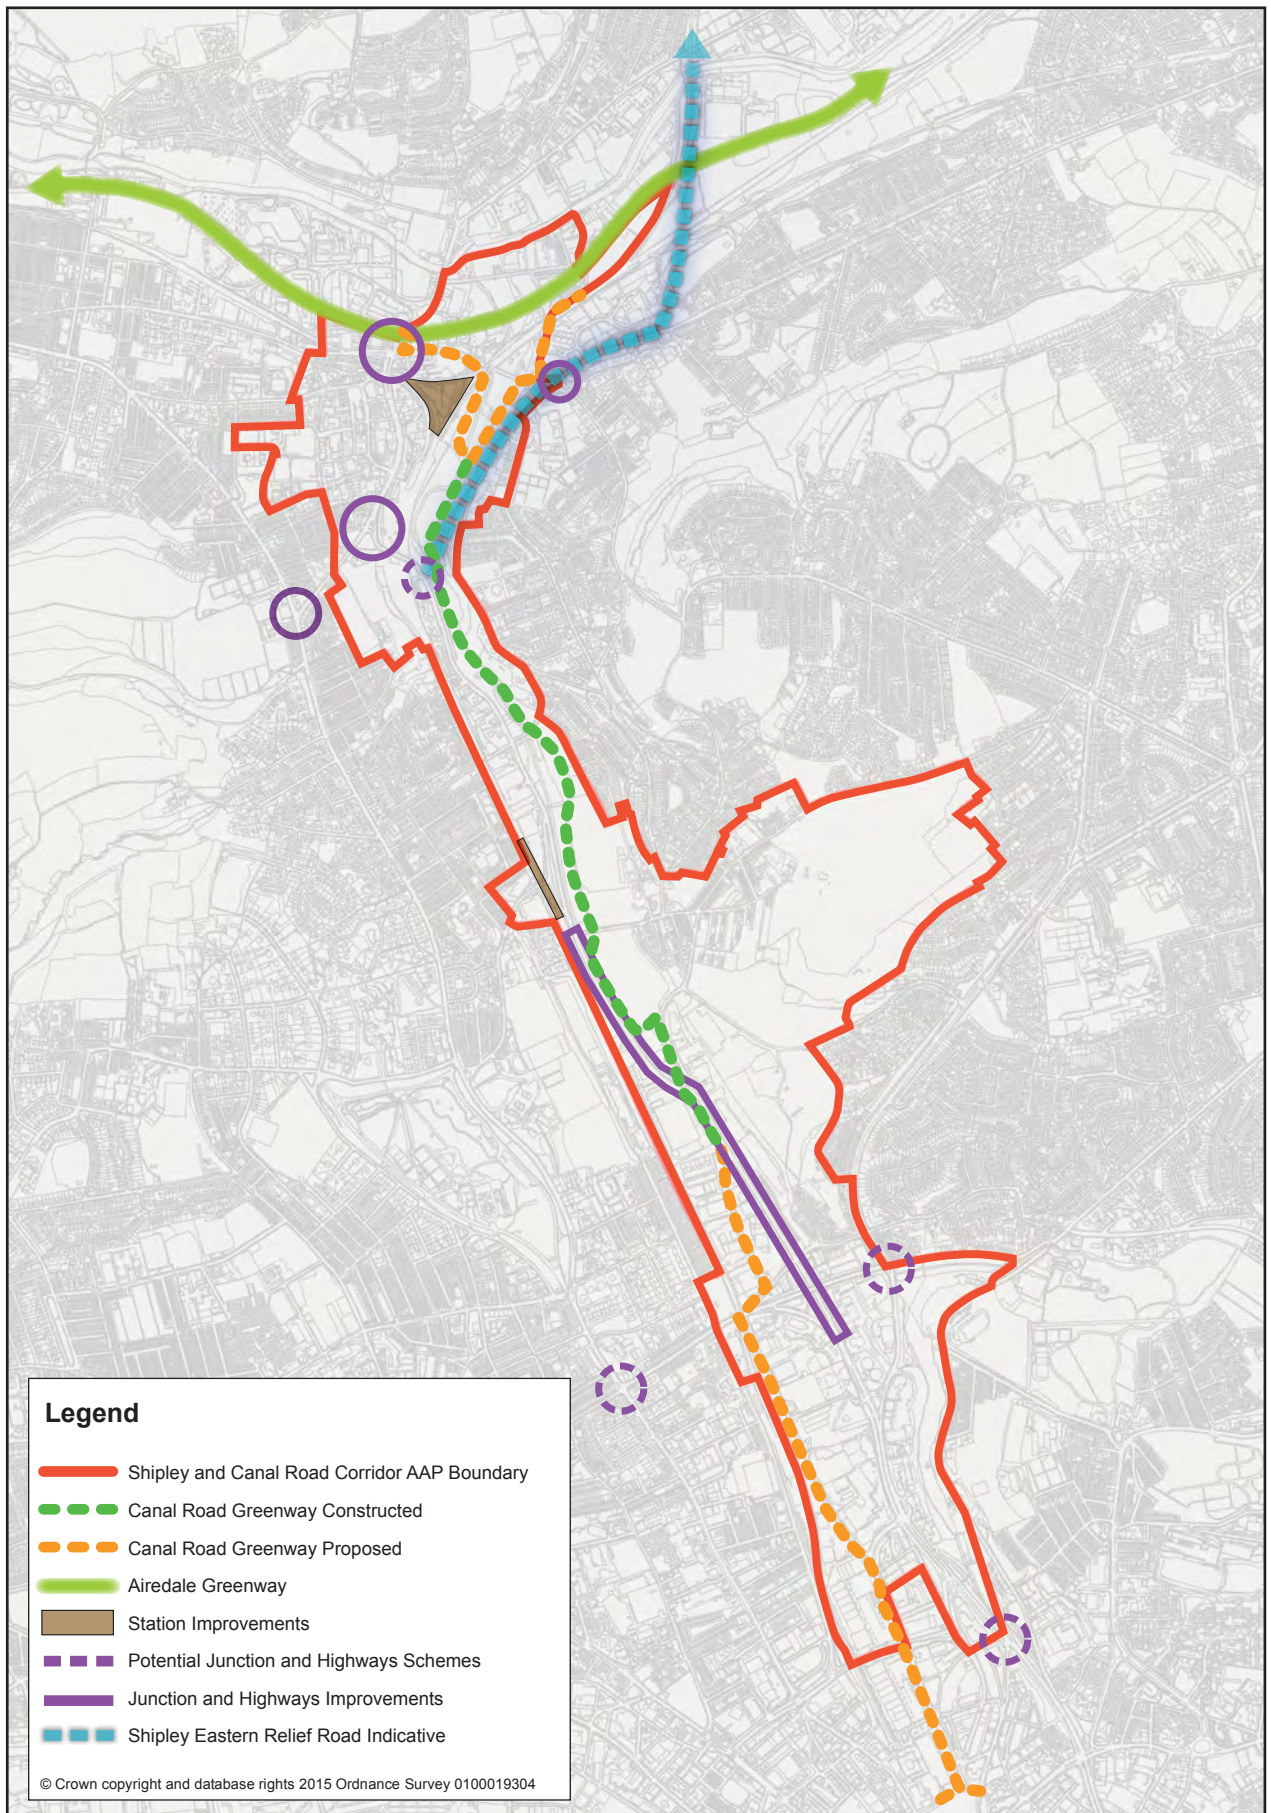 Legend
Shipley and Canal Road Corridor AAP Boundary
Canal Road Greenway Constructed
Canal Road Greenway Proposed
Airedale Greenway
Station Improvements
Potential Junction and Highways Schemes
Junction and Highways Improvements
Shipley Eastern Relief Road Indicative
© Crown copyright and database rights 2015 Ordnance Survey 0100019304